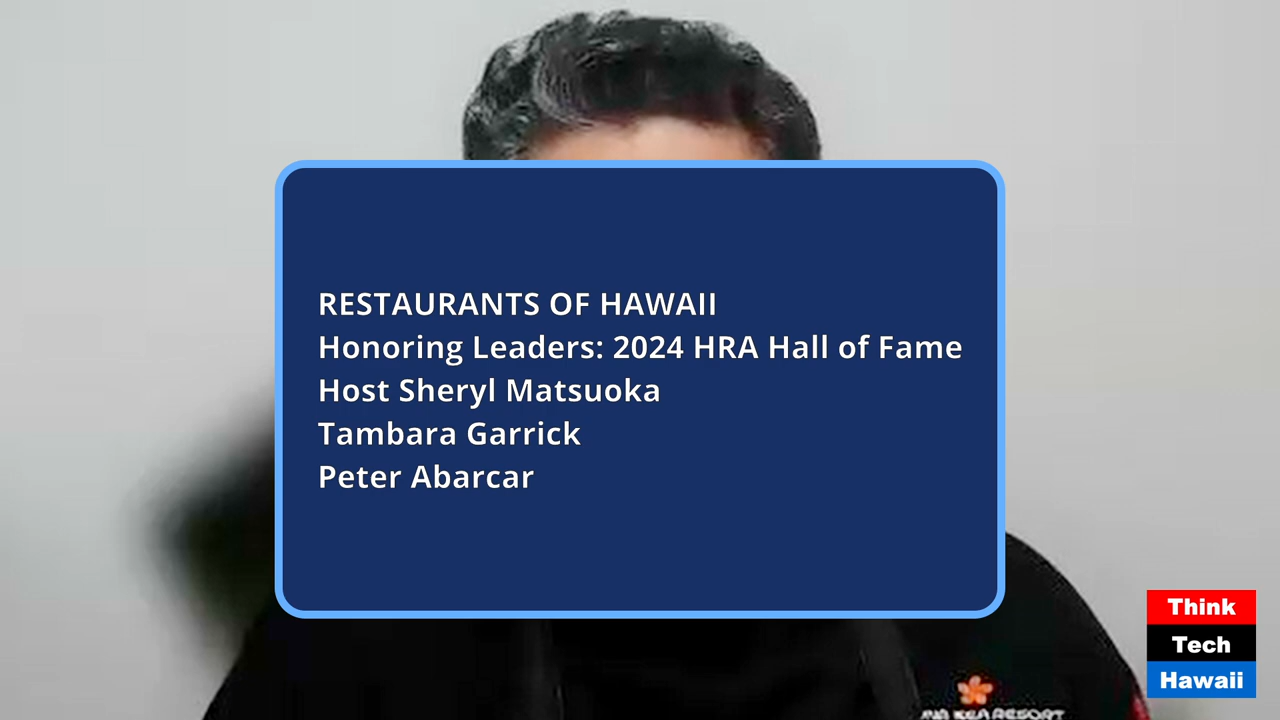 RESTAURANTS OF HAWAII
Honoring Leaders: 2024 HRA Hall of Fame
Host Sheryl Matsuoka
Tambara Garrick
Peter Abarcar
Think
Tech
Hawaii
RESORT